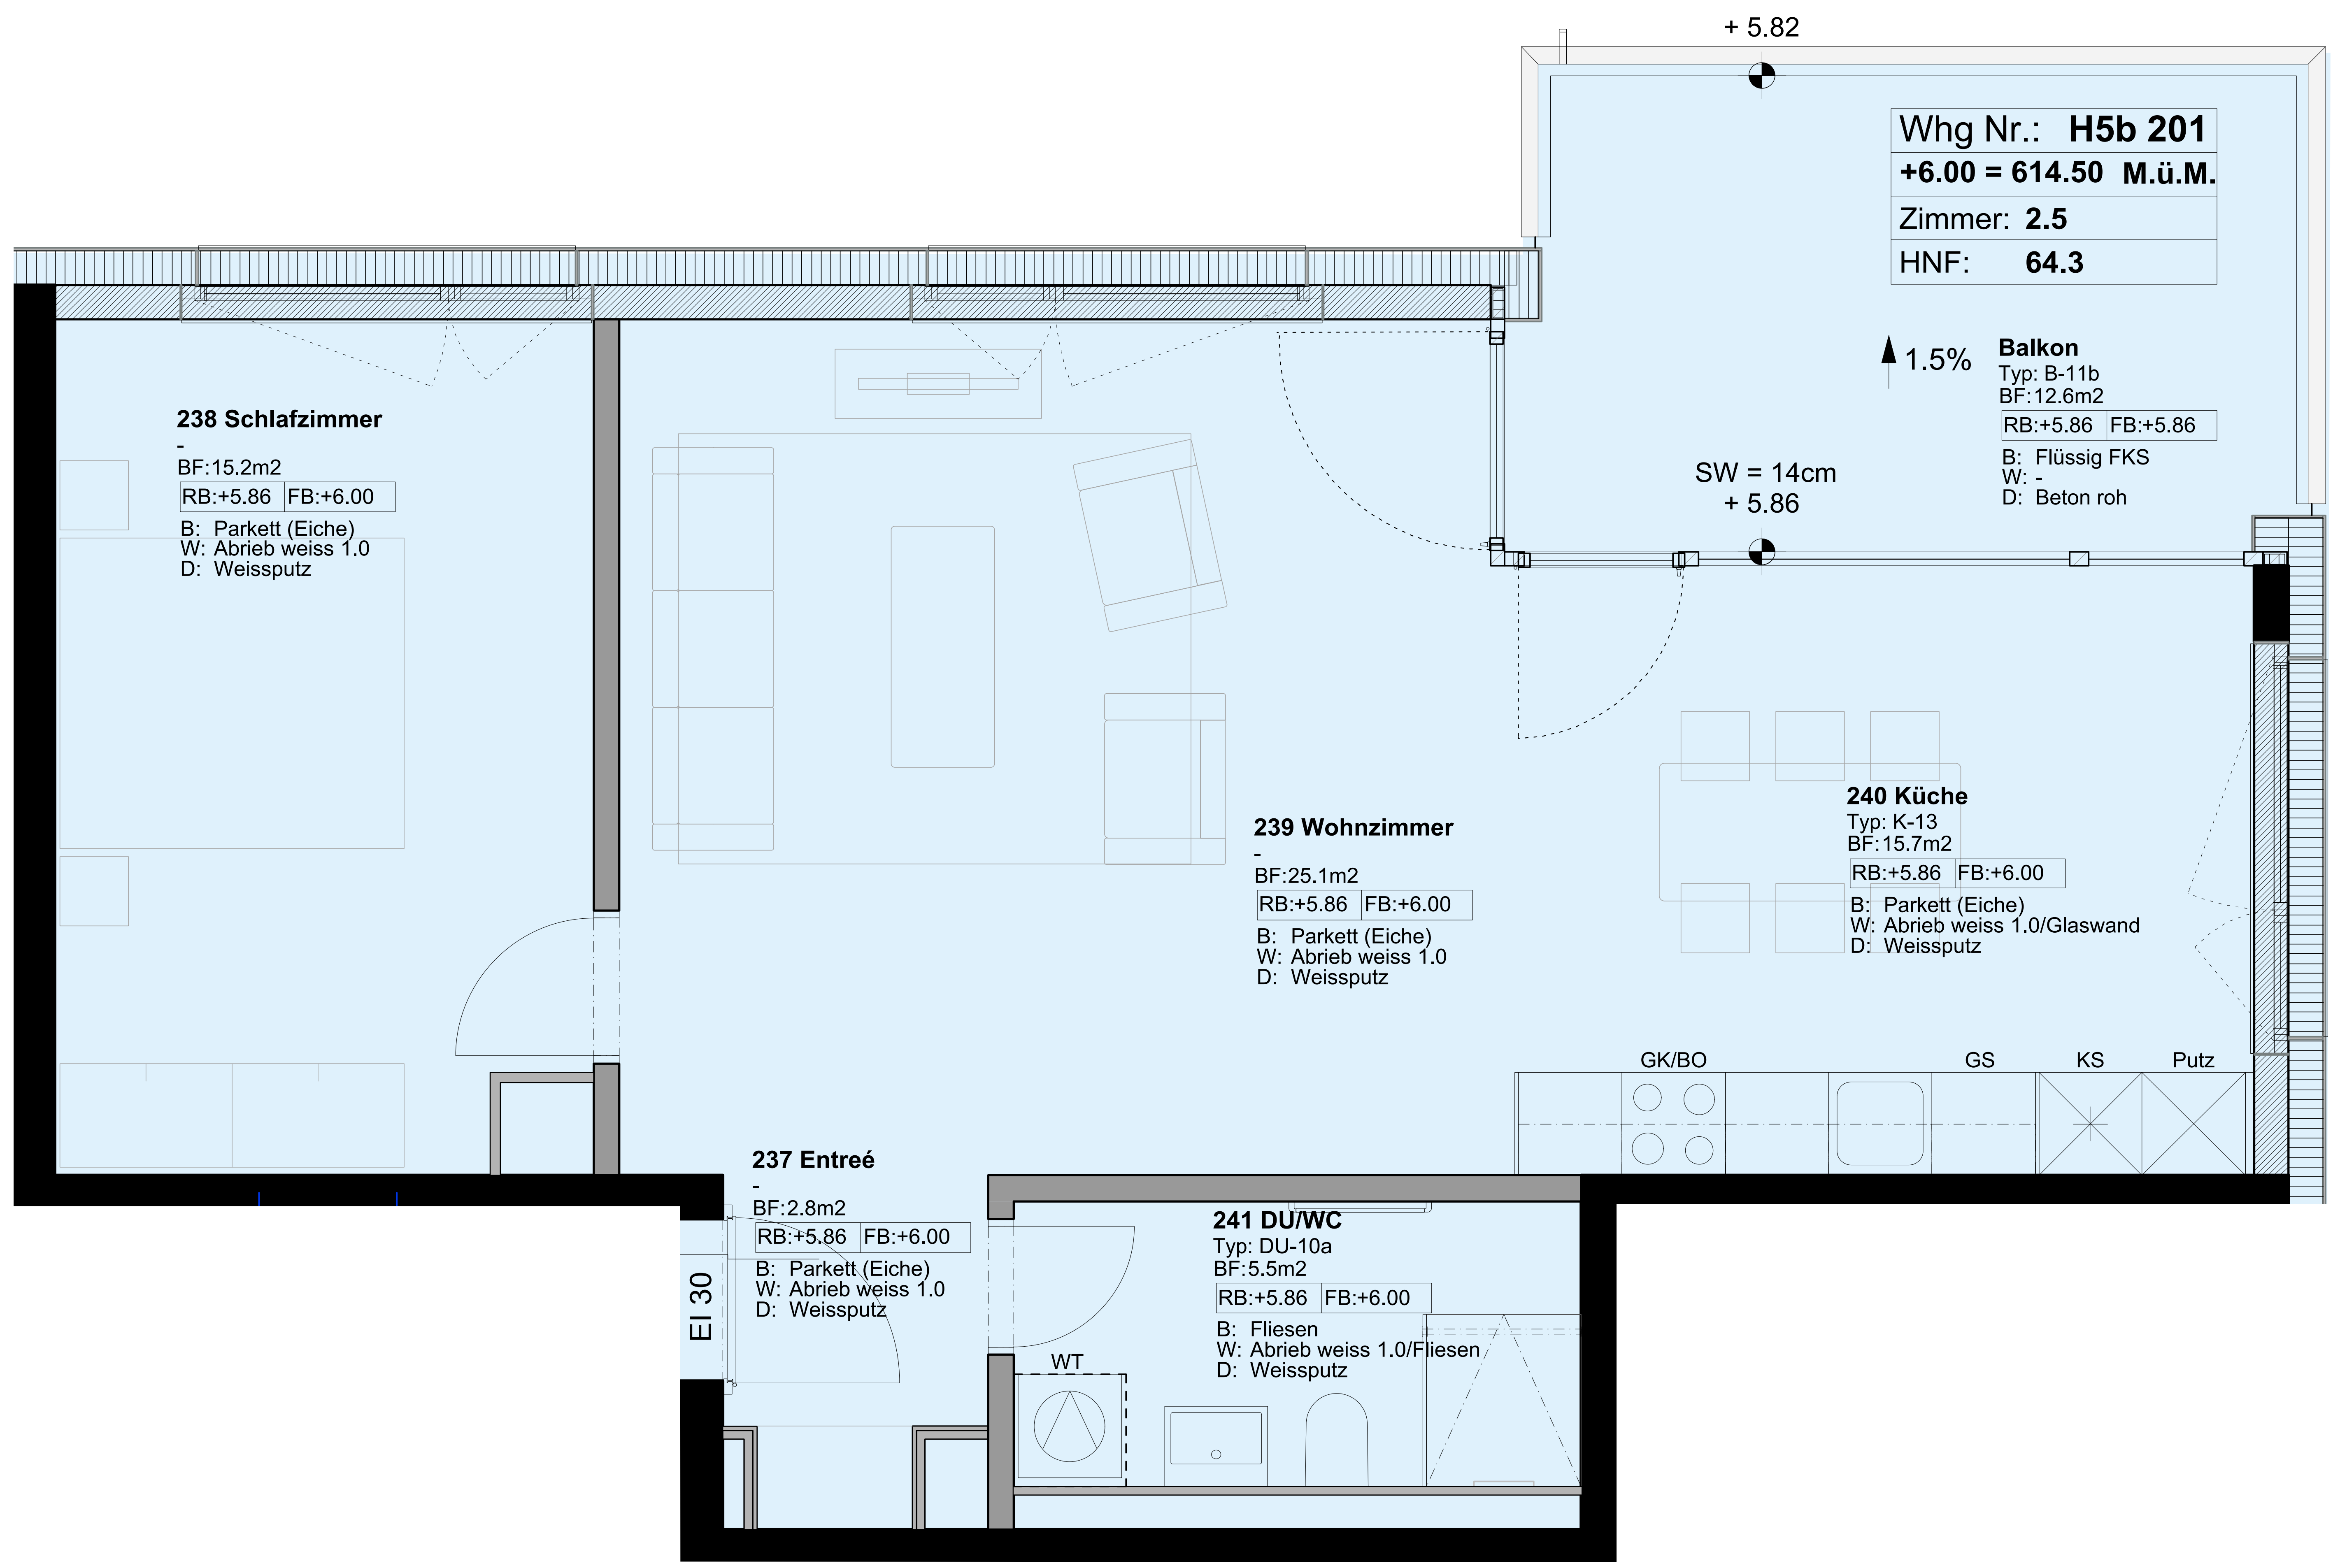 + 5.82
Whg Nr.: H5b 201
+6.00 = 614.50 M.ü.M.
Zimmer: 2.5
HNF: 64.3
1.5%
Balkon
Typ: B-11b
BF:12.6m2
RB:+5.86 FB:+5.86
B: Flüssig FKS
W: -
D: Beton roh
SW = 14cm
+ 5.86
238 Schlafzimmer
-
BF:15.2m2
RB:+5.86 FB:+6.00
B: Parkett (Eiche)
W: Abrieb weiss 1.0
D: Weissputz
239 Wohnzimmer
-
BF:25.1m2
RB:+5.86 FB:+6.00
B: Parkett (Eiche)
W: Abrieb weiss 1.0
D: Weissputz
240 Küche
Typ: K-13
BF:15.7m2
RB:+5.86 FB:+6.00
B: Parkett (Eiche)
W: Abrieb weiss 1.0/Glaswand
D: Weissputz
GK/BO GS KS Putz
237 Entreé
-
BF:2.8m2
RB:+5.86 FB:+6.00
B: Parkett (Eiche)
W: Abrieb weiss 1.0
D: Weissputz
EI 30
241 DU/WC
Typ: DU-10a
BF:5.5m2
RB:+5.86 FB:+6.00
B: Fliesen
W: Abrieb weiss 1.0/Fliesen
D: Weissputz
WT